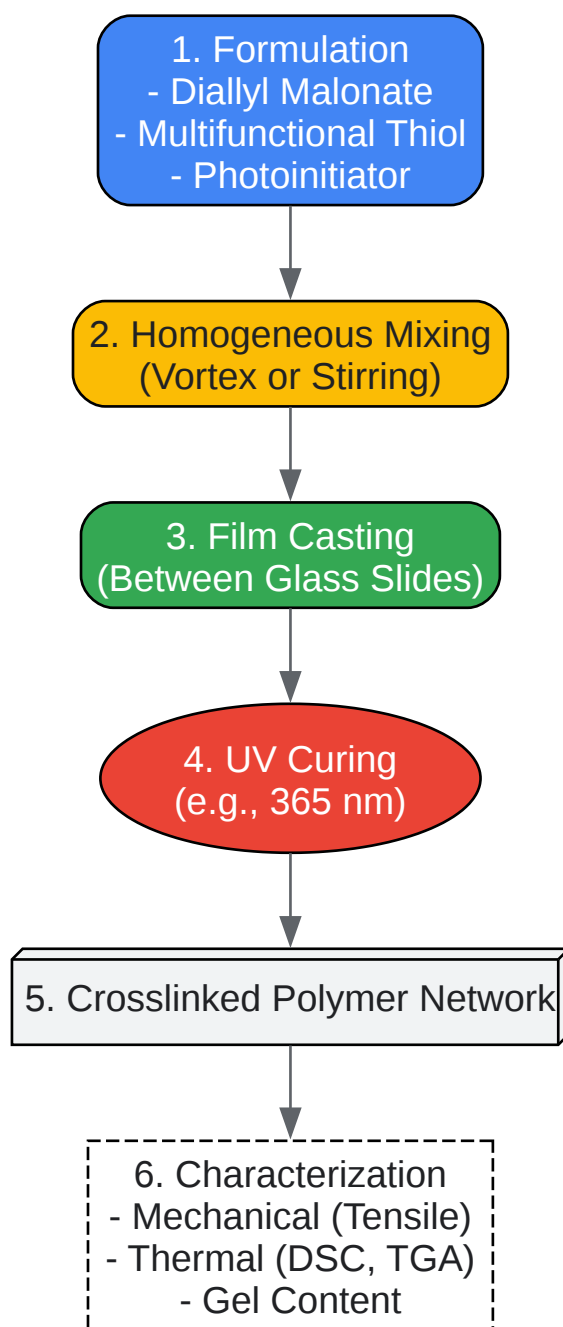 1. Formulation
- Diallyl Malonate
- Multifunctional Thiol
- Photoinitiator
2. Homogeneous Mixing
(Vortex or Stirring)
3. Film Casting
(Between Glass Slides)
4. UV Curing
(e.g., 365 nm)
5. Crosslinked Polymer Network
6. Characterization
- Mechanical (Tensile)
- Thermal (DSC, TGA)
- Gel Content